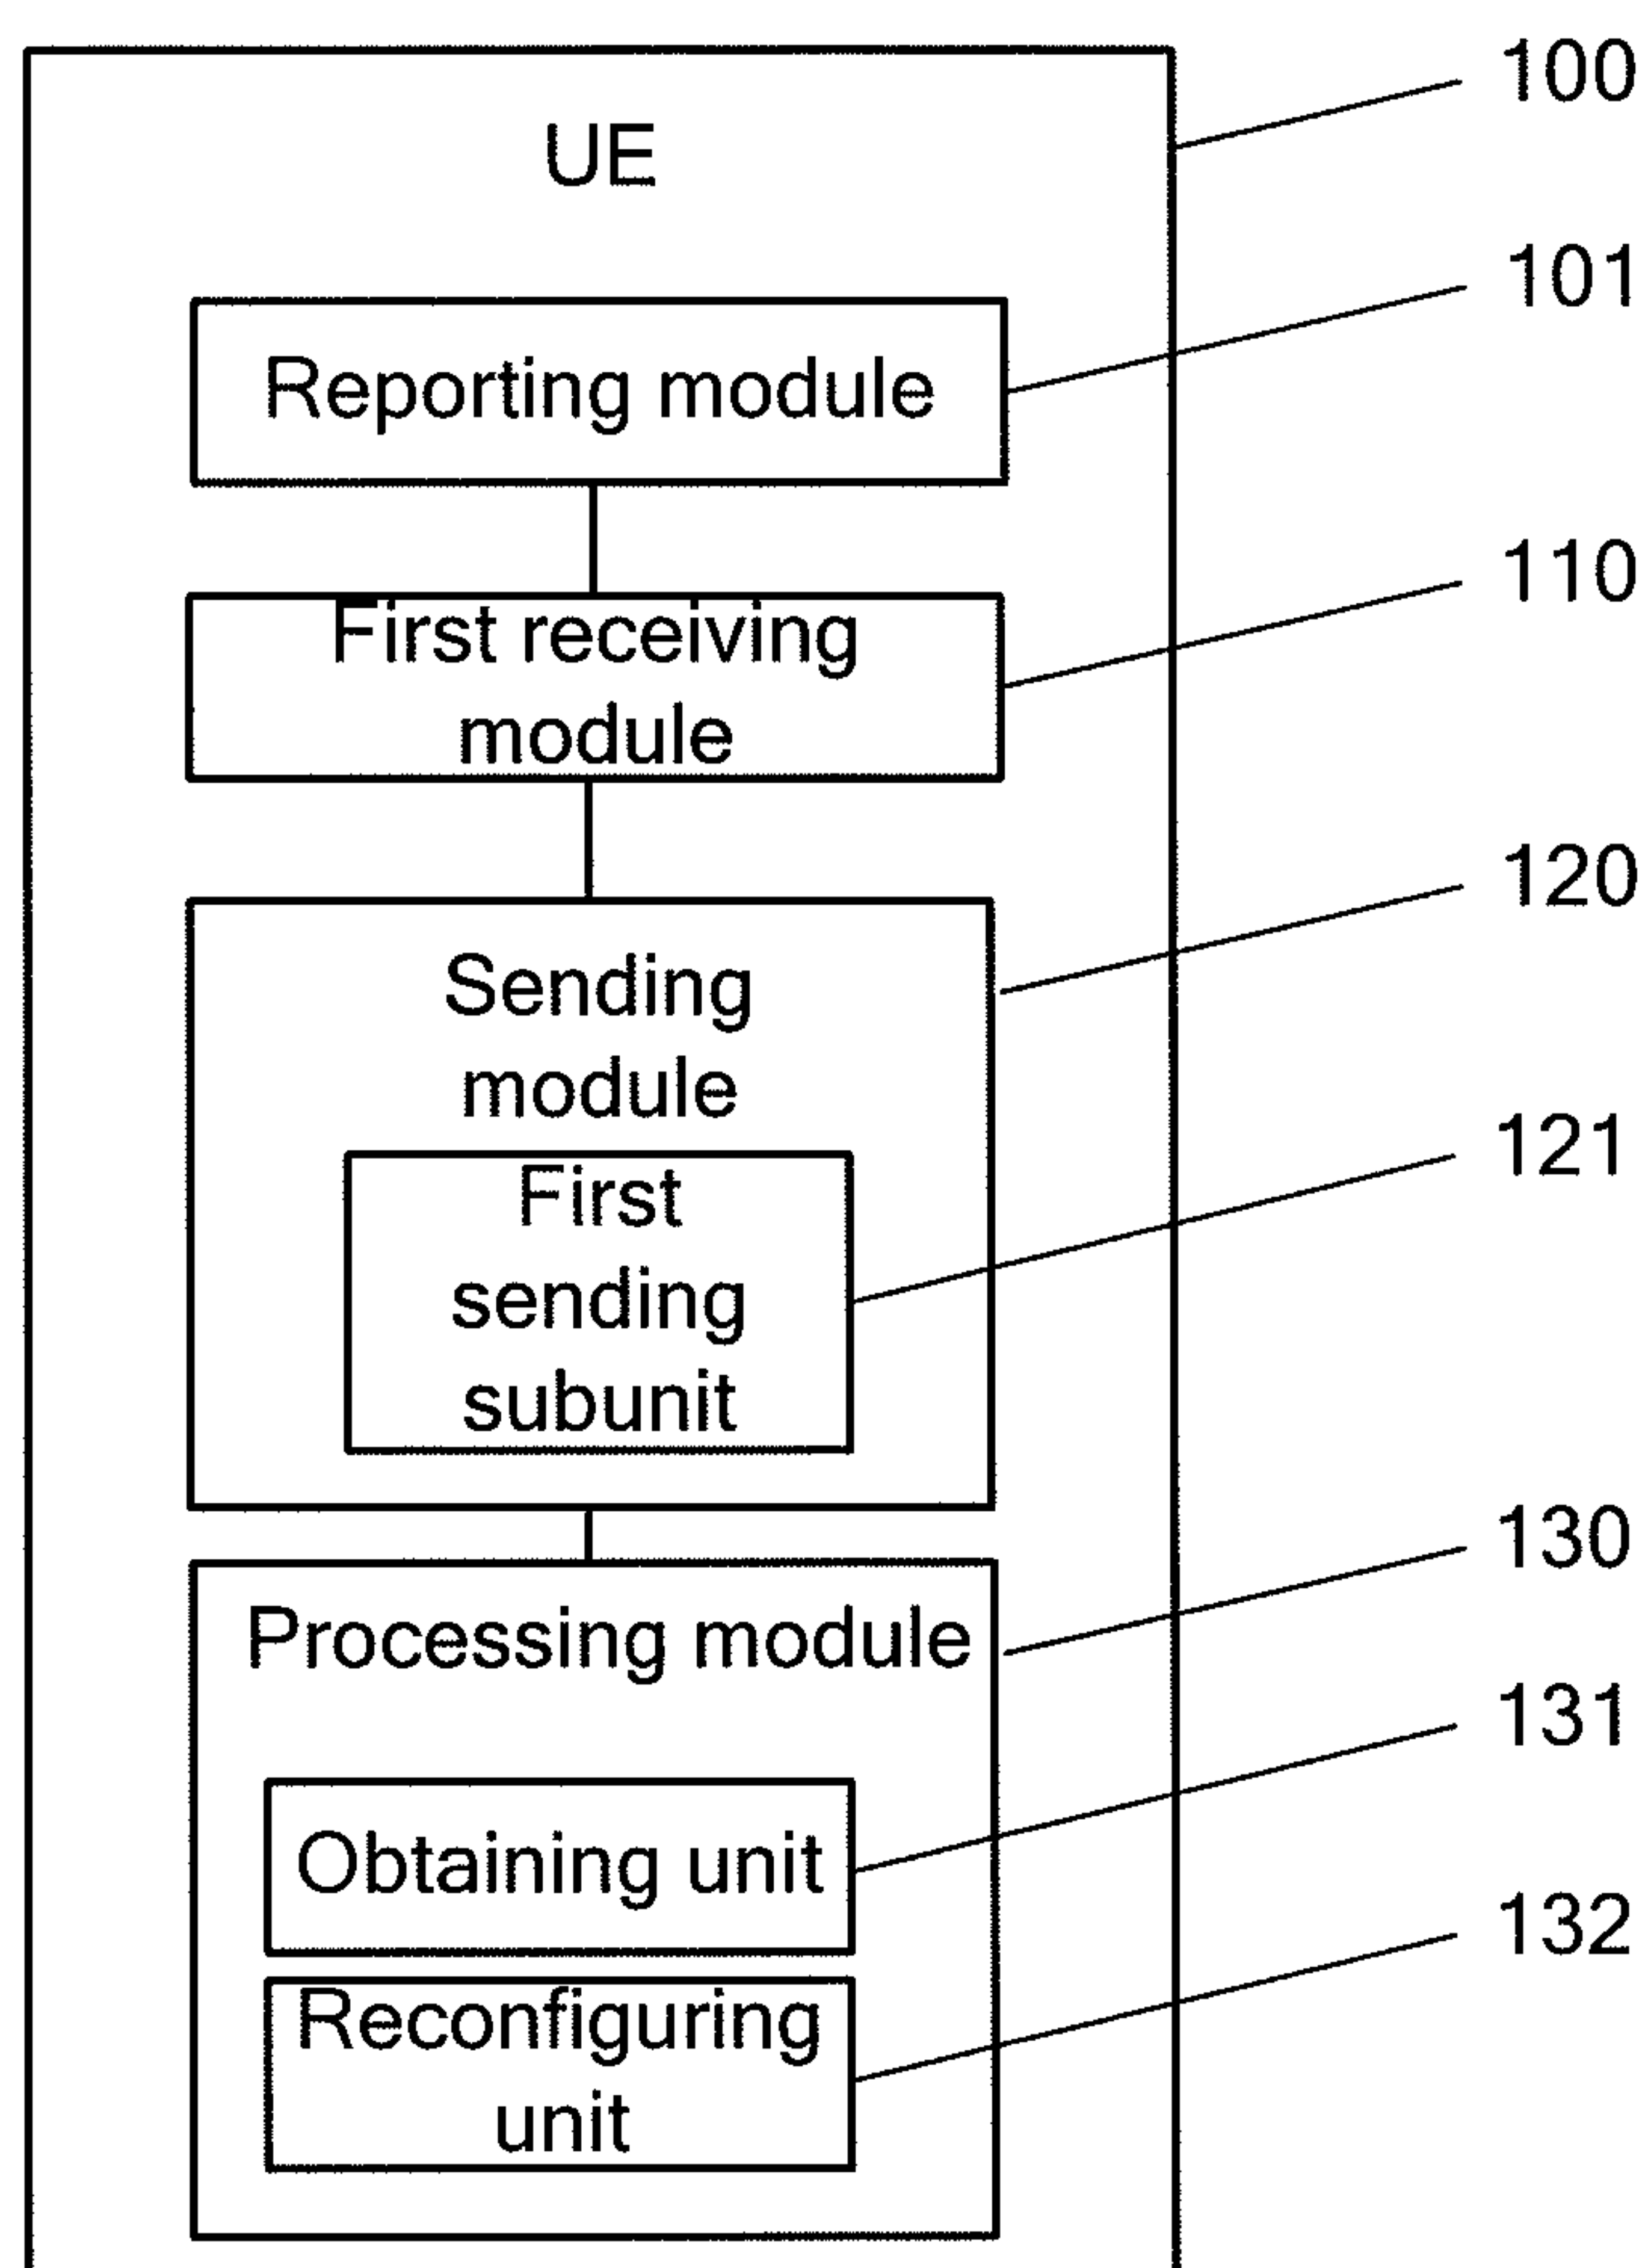 100
UE
101
Reporting module
110
First receiving
module
120
Sending
module
121
First
sending
subunit
130
Processing module
131
Obtaining unit
132
Reconfiguring
unit